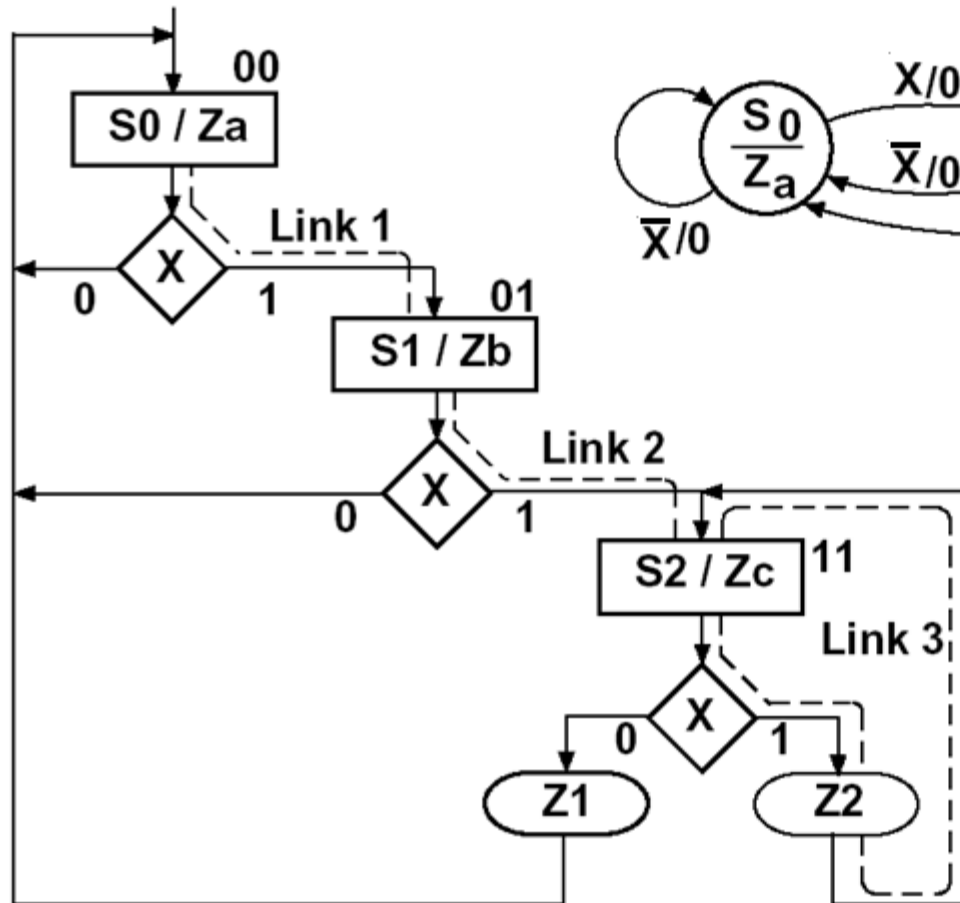 00
S0 / Za
Link 1
X
0
1
01
S1 / Zb
Link 2
X
0
1
S2 / Zc
11
Link 3
X
0
1
Z1
Z2
S0
Za
X/0
X̅/0
X̅/0